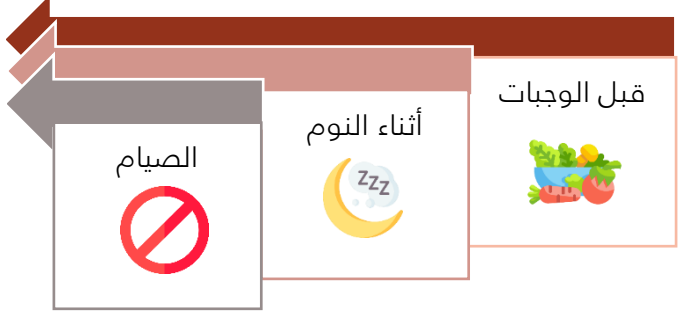 قبل الوجبات
أثناء النوم
zzz
الصيام